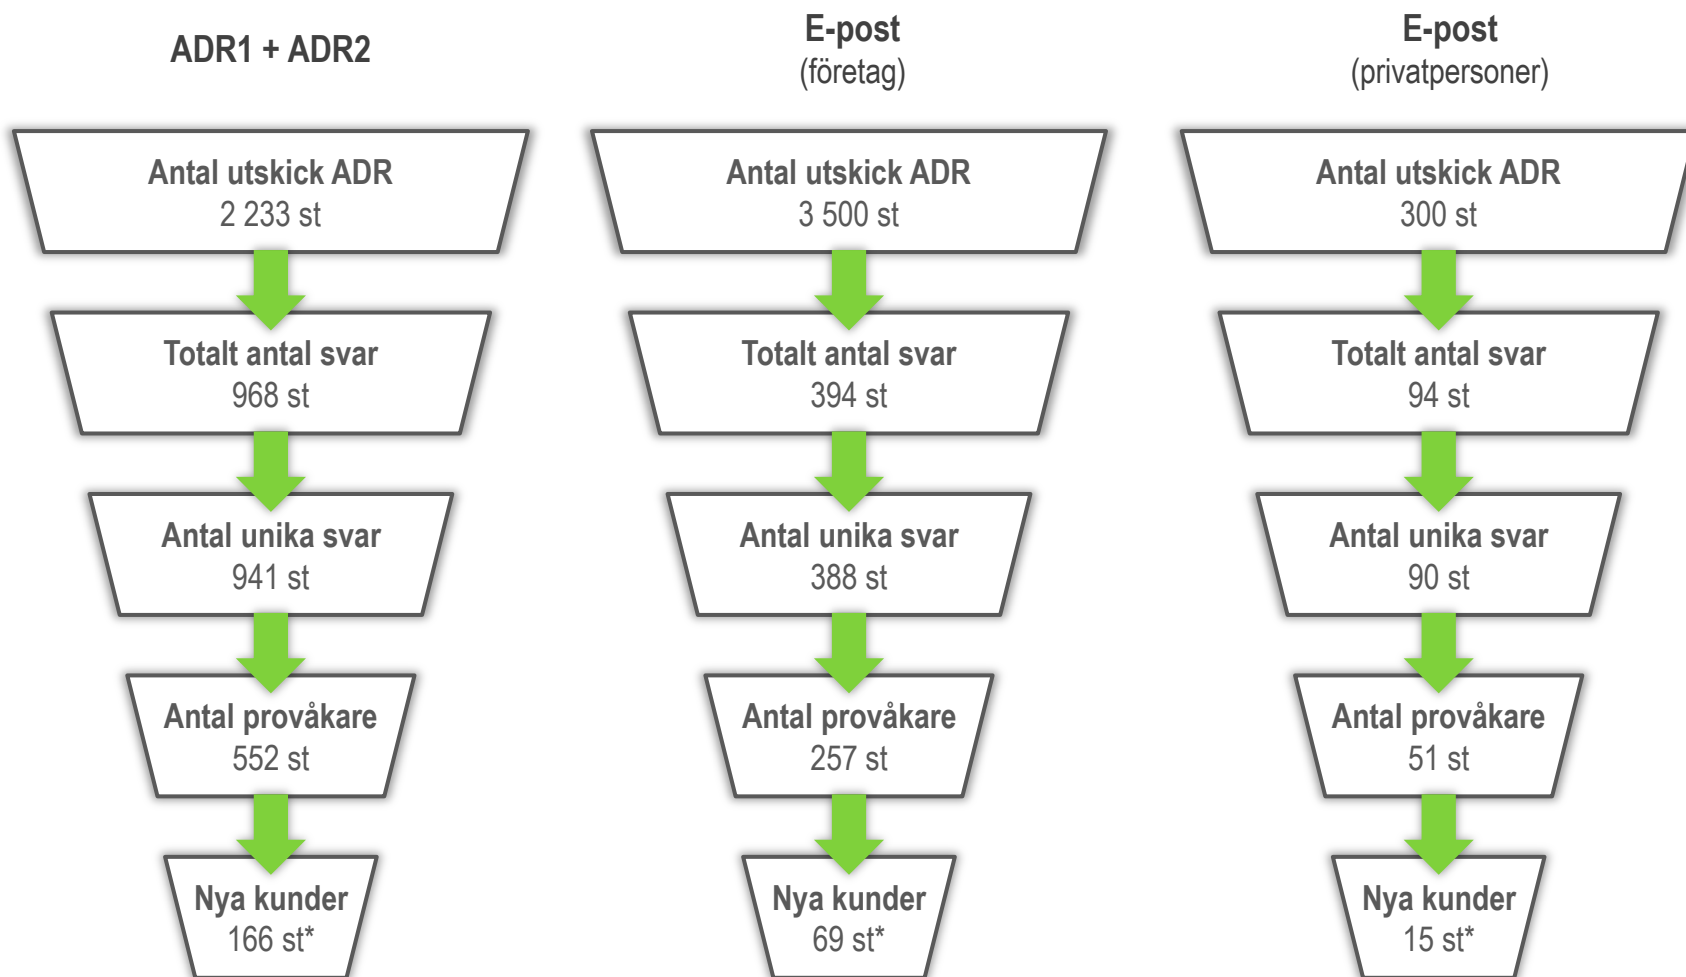 ADR1 + ADR2
Antal utskick ADR
2 233 st
Totalt antal svar
968 st
Antal unika svar
941 st
Antal provåkare
552 st
Nya kunder
166 st*
E-post
(företag)
Antal utskick ADR
3 500 st
Totalt antal svar
394 st
Antal unika svar
388 st
Antal provåkare
257 st
Nya kunder
69 st*
E-post
(privatpersoner)
Antal utskick ADR
300 st
Totalt antal svar
94 st
Antal unika svar
90 st
Antal provåkare
51 st
Nya kunder
15 st*